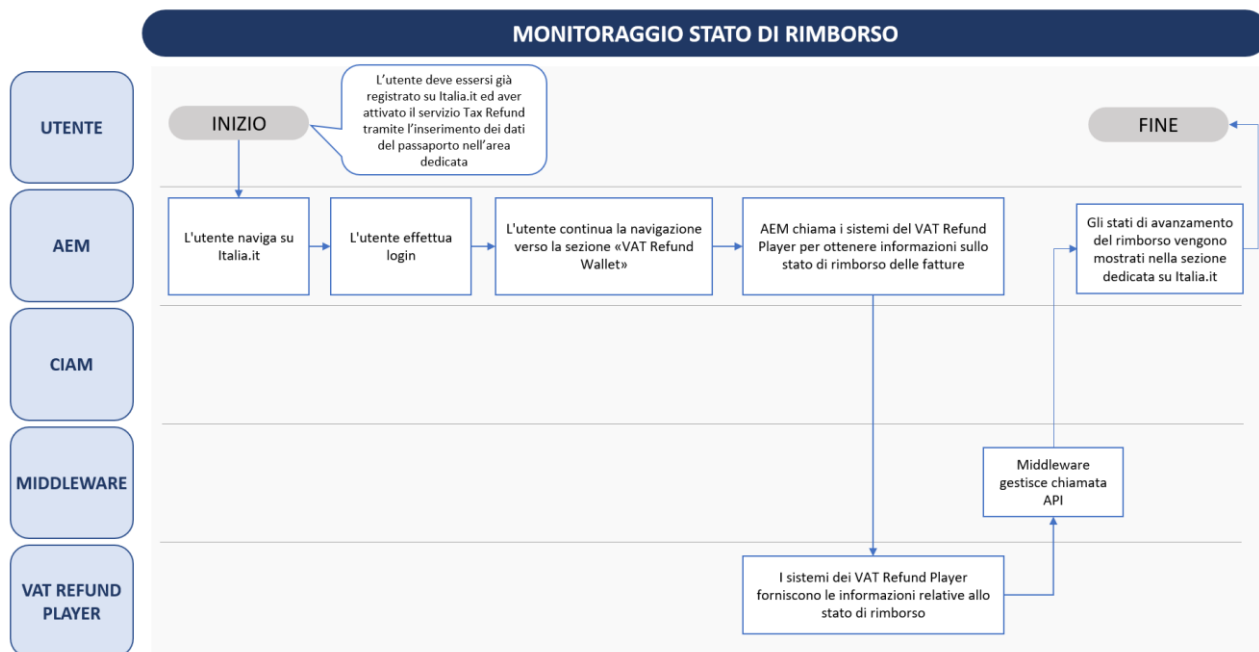 MONITORAGGIO STATO DI RIMBORSO
UTENTE
INIZIO
L’utente deve essersi già
registrato su Italia.it ed aver
attivato il servizio Tax Refund
tramite l’inserimento dei dati
del passaporto nell’area
dedicata
FINE
AEM
L'utente naviga su
Italia.it
L'utente effettua
login
L'utente continua la navigazione
verso la sezione «VAT Refund
Wallet»
AEM chiama i sistemi del VAT Refund
Player per ottenere informazioni sullo
stato di rimborso delle fatture
Gli stati di avanzamento
del rimborso vengono
mostrati nella sezione
dedicata su Italia.it
CIAM
MIDDLEWARE
Middleware
gestisce chiamata
API
VAT REFUND
PLAYER
I sistemi dei VAT Refund Player
forniscono le informazioni relative allo
stato di rimborso